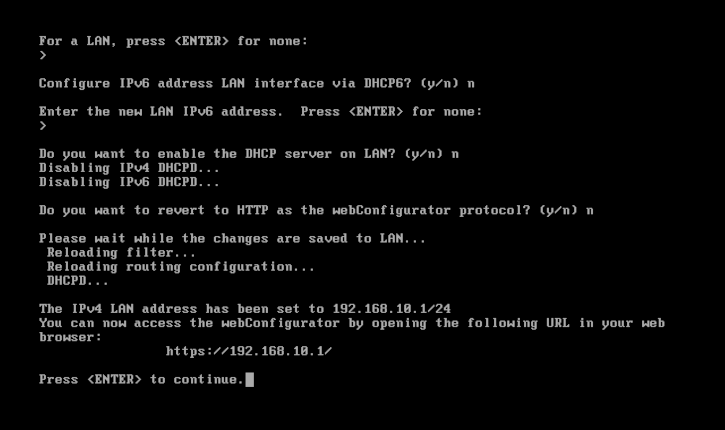 For a LAN, press <ENTER> for none:
>
Configure IPv6 address LAN interface via DHCP6? (y/n) n
Enter the new LAN IPv6 address.  Press <ENTER> for none:
>
Do you want to enable the DHCP server on LAN? (y/n) n
Disabling IPv4 DHCPD...
Disabling IPv6 DHCPD...
Do you want to revert to HTTP as the webConfigurator protocol? (y/n) n
Please wait while the changes are saved to LAN...
 Reloading filter...
 Reloading routing configuration...
 DHCPD...
The IPv4 LAN address has been set to 192.168.10.1/24
You can now access the webConfigurator by opening the following URL in your web
browser:
                https://192.168.10.1/
Press <ENTER> to continue.